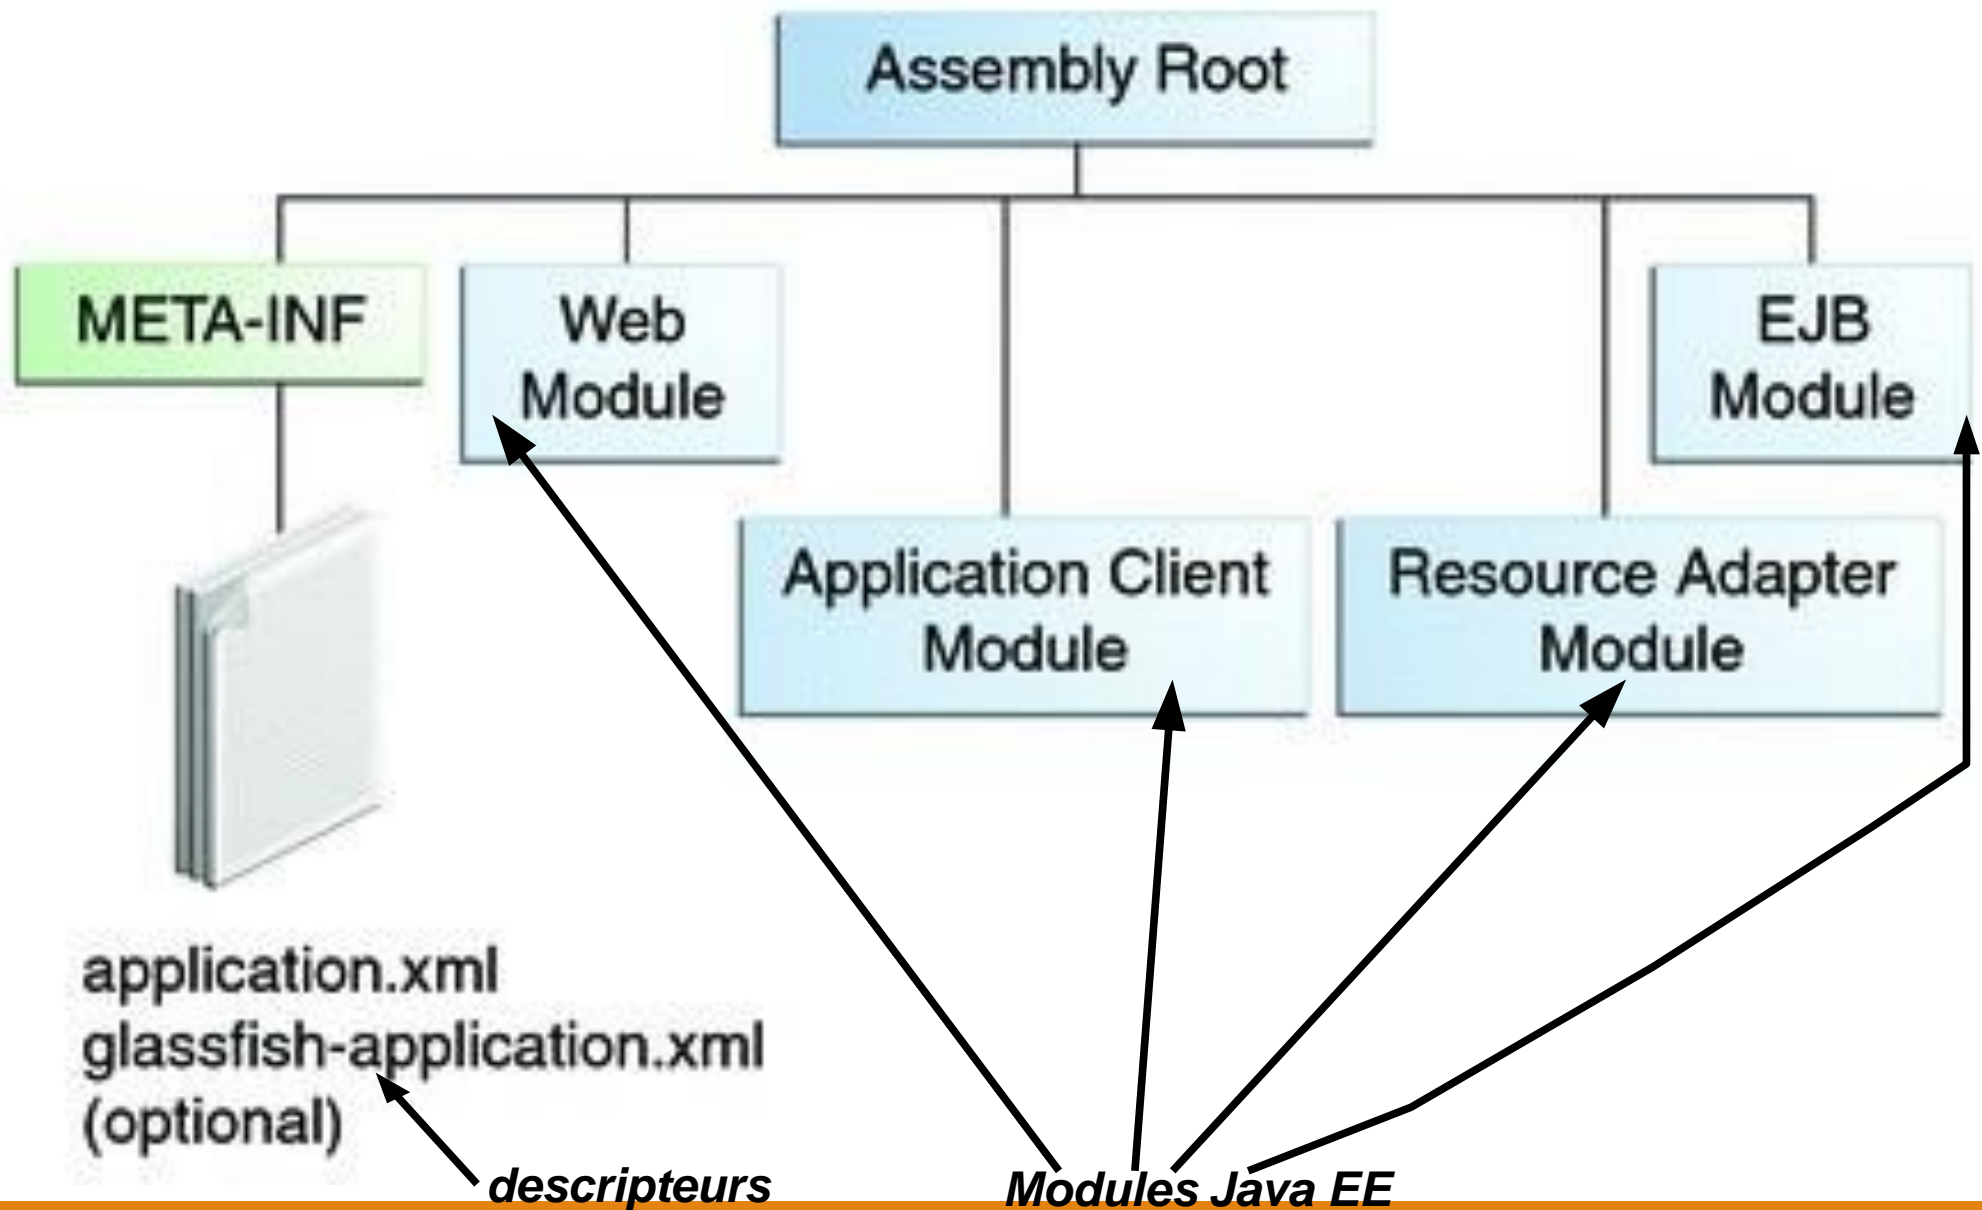 Assembly Root
META-INF
Web
Module
EJB
Module
Application Client
Module
Resource Adapter
Module
application.xml
glassfish-application.xml
(optional)
descripteurs
Modules Java EE